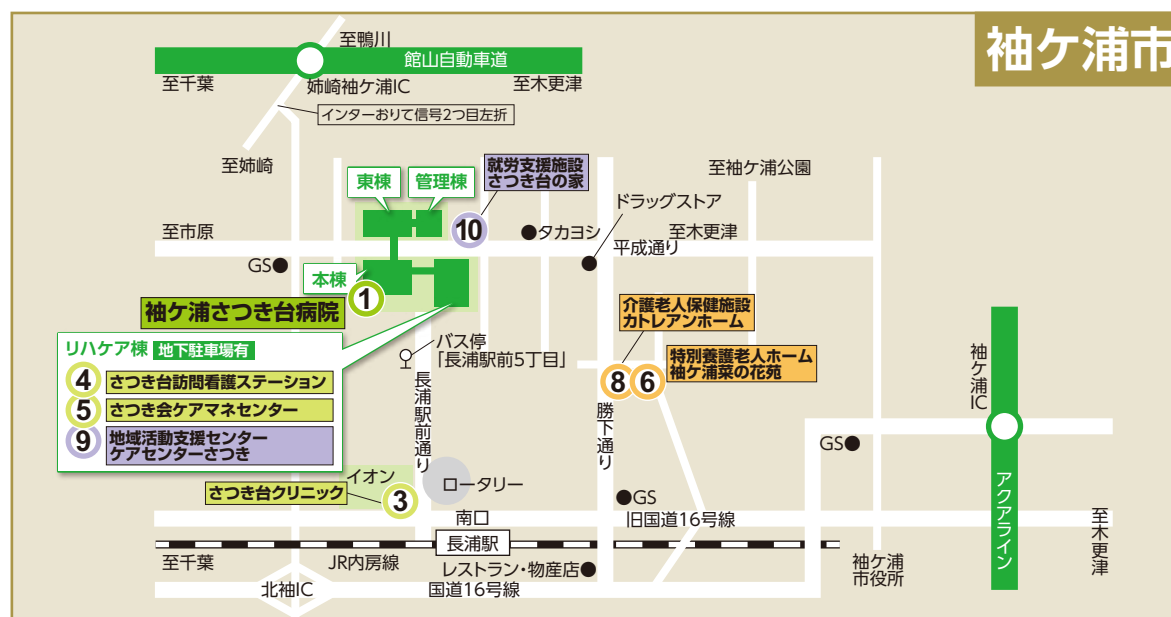 袖ケ浦市
至鴨川
館山自動車道
至千葉
姉崎袖ケ浦IC
至木更津
インターおりて信号2つ目左折
至姉崎
就労支援施設
さつき台の家
至袖ケ浦公園
東棟
管理棟
ドラッグストア
10
至市原
タカヨシ
至木更津
平成通り
GS
本棟
1
袖ケ浦さつき台病院
介護老人保健施設
カトレアンホーム
リハケア棟 地下駐車場有
バス停
「長浦駅前5丁目」
特別養護老人ホーム
袖ケ浦菜の花苑
4 さつき台訪問看護ステーション
8
6
5 さつき会ケアマネセンター
9 地域活動支援センター
ケアセンターさつき
長浦駅前通り
勝下通り
袖ケ浦IC
GS
イオン
さつき台クリニック
3
ロータリー
GS
南口
旧国道16号線
アクアライン
至木更津
長浦駅
至千葉
JR内房線
レストラン・物産店
袖ケ浦
市役所
北袖IC
国道16号線